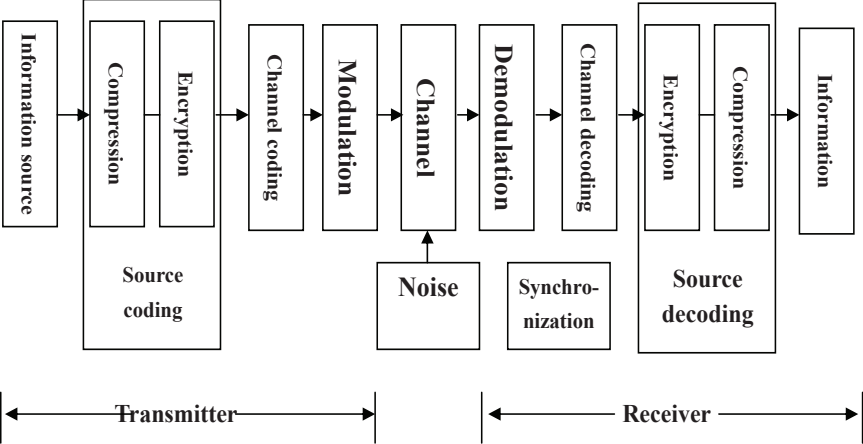 Information source
Compression
Encryption
Source
coding
Channel coding
Modulation
Channel
Noise
Demodulation
Synchro-
nization
Channel decoding
Encryption
Compression
Source
decoding
Information
Transmitter
Receiver